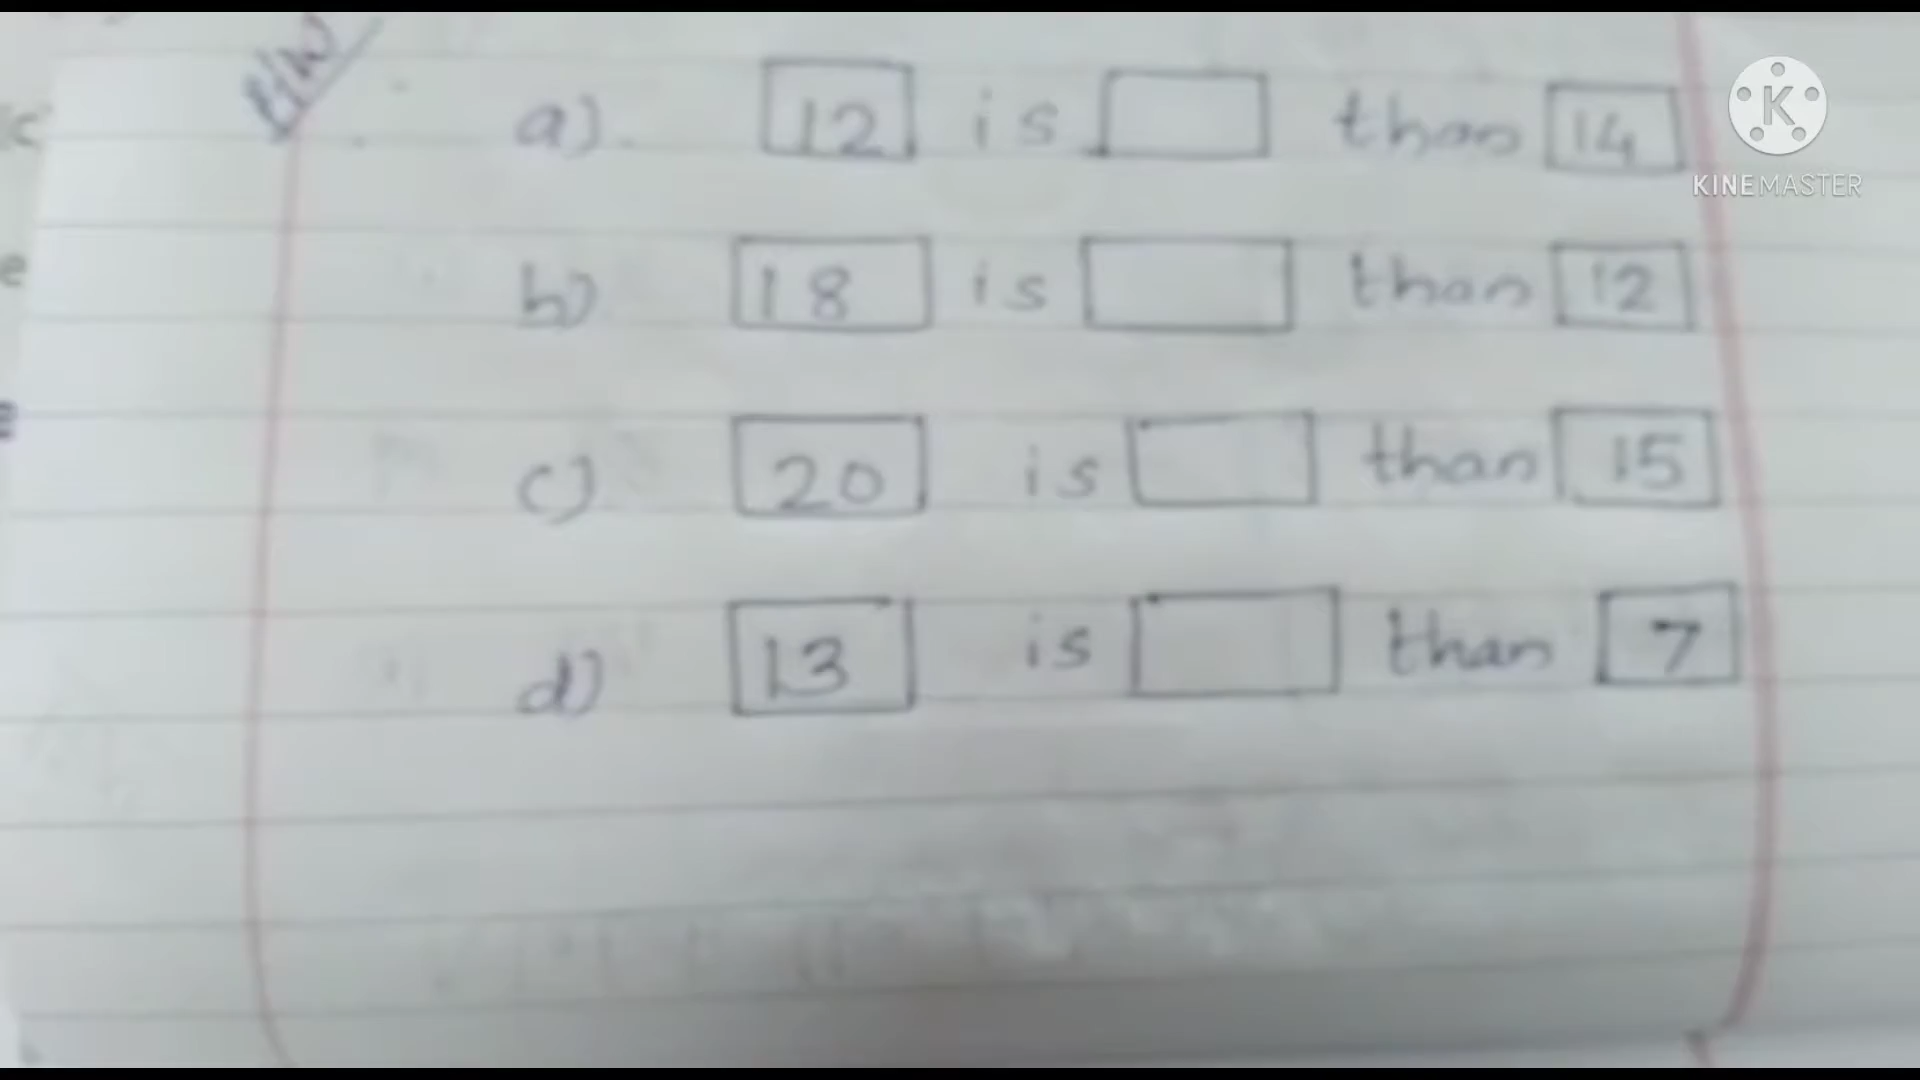 H/W
a) 12 is than 14
KINEMASTER
b) 18 is than 12
c) 20 is than 15
d) 13 is than 7